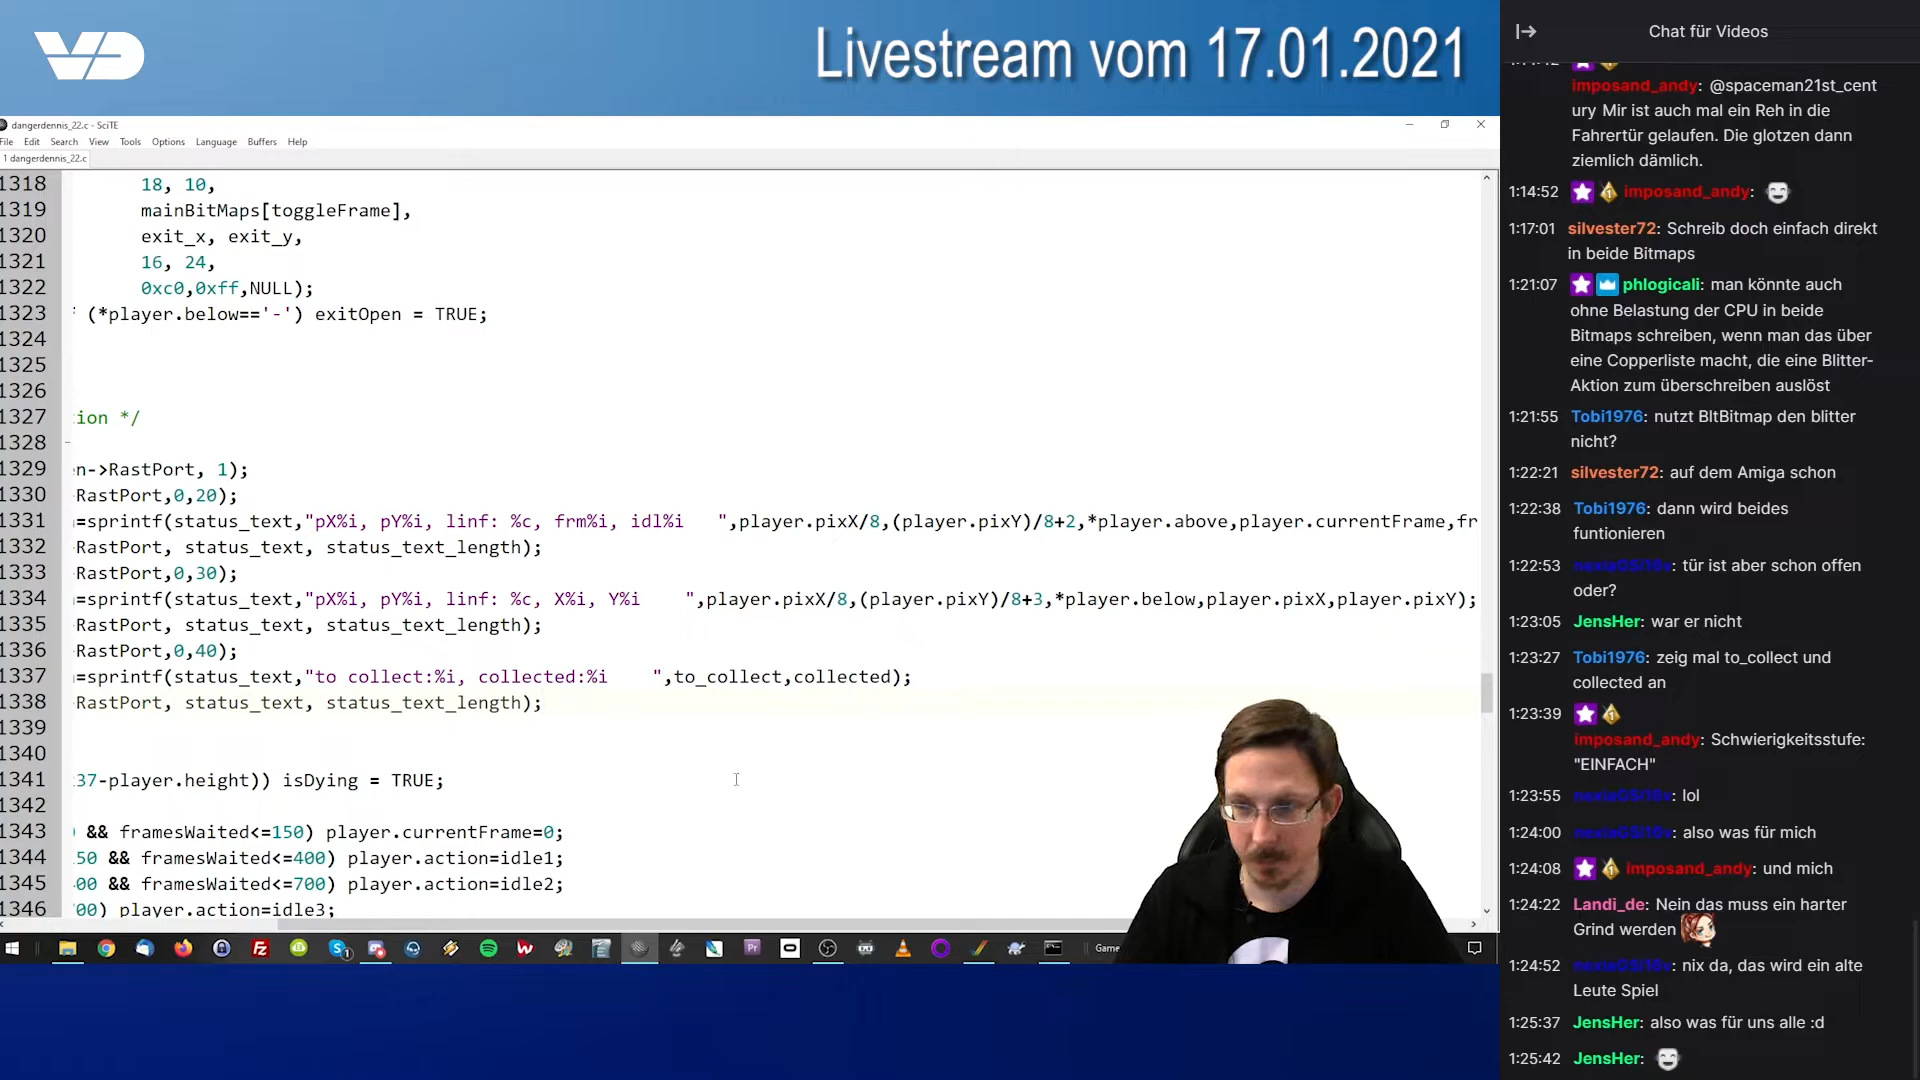 VD
Livestream vom 17.01.2021
dangerdennis_22.c - SciTE
File Edit Search View Tools Options Language Buffers Help
1 dangerdennis_22.c
1318 18, 10,
1319 mainBitMaps[toggleFrame],
1320 exit_x, exit_y,
1321 16, 24,
1322 0xc0,0xff,NULL);
1323 (*player.below=='-') exitOpen = TRUE;
1324
1325
1326
1327 ion */
1328
1329 n->RastPort, 1);
1330 RastPort,0,20);
1331 =sprintf(status_text,"pX%i, pY%i, linf: %c, frm%i, idl%i   ",player.pixX/8,(player.pixY)/8+2,*player.above,player.currentFrame,fr
1332 RastPort, status_text, status_text_length);
1333 RastPort,0,30);
1334 =sprintf(status_text,"pX%i, pY%i, linf: %c, X%i, Y%i    ",player.pixX/8,(player.pixY)/8+3,*player.below,player.pixX,player.pixY);
1335 RastPort, status_text, status_text_length);
1336 RastPort,0,40);
1337 =sprintf(status_text,"to collect:%i, collected:%i    ",to_collect,collected);
1338 RastPort, status_text, status_text_length);
1339
1340
1341 37-player.height)) isDying = TRUE;
1342
1343 && framesWaited<=150) player.currentFrame=0;
1344 50 && framesWaited<=400) player.action=idle1;
1345 00 && framesWaited<=700) player.action=idle2;
1346 00) player.action=idle3;
Game
Chat für Videos
imposand_andy: @spaceman21st_cent
ury Mir ist auch mal ein Reh in die
Fahrertür gelaufen. Die glotzen dann
ziemlich dämlich.
1:14:52 imposand_andy:
1:17:01 silvester72: Schreib doch einfach direkt
in beide Bitmaps
1:21:07 phlogicali: man könnte auch
ohne Belastung der CPU in beide
Bitmaps schreiben, wenn man das über
eine Copperliste macht, die eine Blitter-
Aktion zum überschreiben auslöst
1:21:55 Tobi1976: nutzt BltBitmap den blitter
nicht?
1:22:21 silvester72: auf dem Amiga schon
1:22:38 Tobi1976: dann wird beides
funtionieren
1:22:53 tür ist aber schon offen
oder?
1:23:05 JensHer: war er nicht
1:23:27 Tobi1976: zeig mal to_collect und
collected an
1:23:39
imposand_andy: Schwierigkeitsstufe:
"EINFACH"
1:23:55 lol
1:24:00 also was für mich
1:24:08 imposand_andy: und mich
1:24:22 Landi_de: Nein das muss ein harter
Grind werden
1:24:52 nix da, das wird ein alte
Leute Spiel
1:25:37 JensHer: also was für uns alle :d
1:25:42 JensHer: